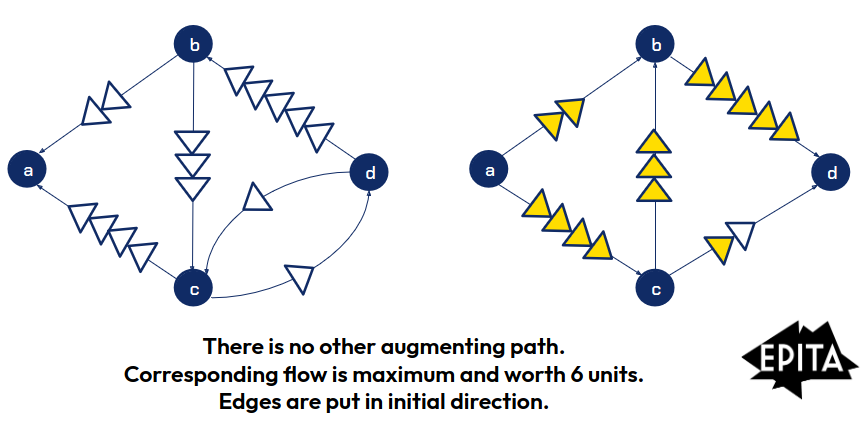 b
b
a
d
a
d
c
c
There is no other augmenting path.
Corresponding flow is maximum and worth 6 units.
Edges are put in initial direction.
EPITA